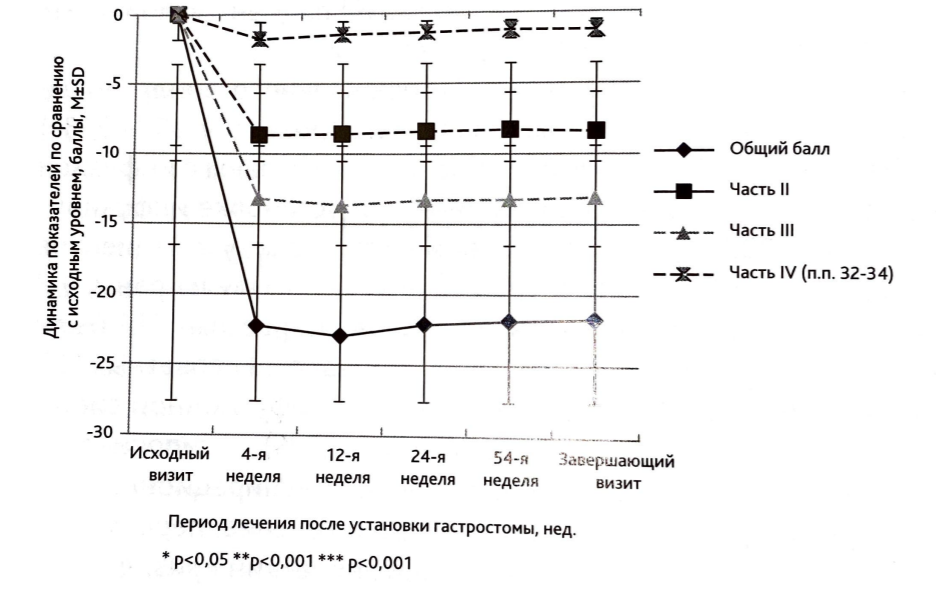 Динамика показателей по сравнению
с исходным уровнем, баллы, M±SD
0
-5
-10
-15
-20
-25
-30
Исходный визит
4-я неделя
12-я неделя
24-я неделя
54-я неделя
Завершающий визит
Общий балл
Часть II
Часть III
Часть IV (п.п. 32-34)
Период лечения после установки гастростомы, нед.
* p<0,05 **p<0,001 *** p<0,001